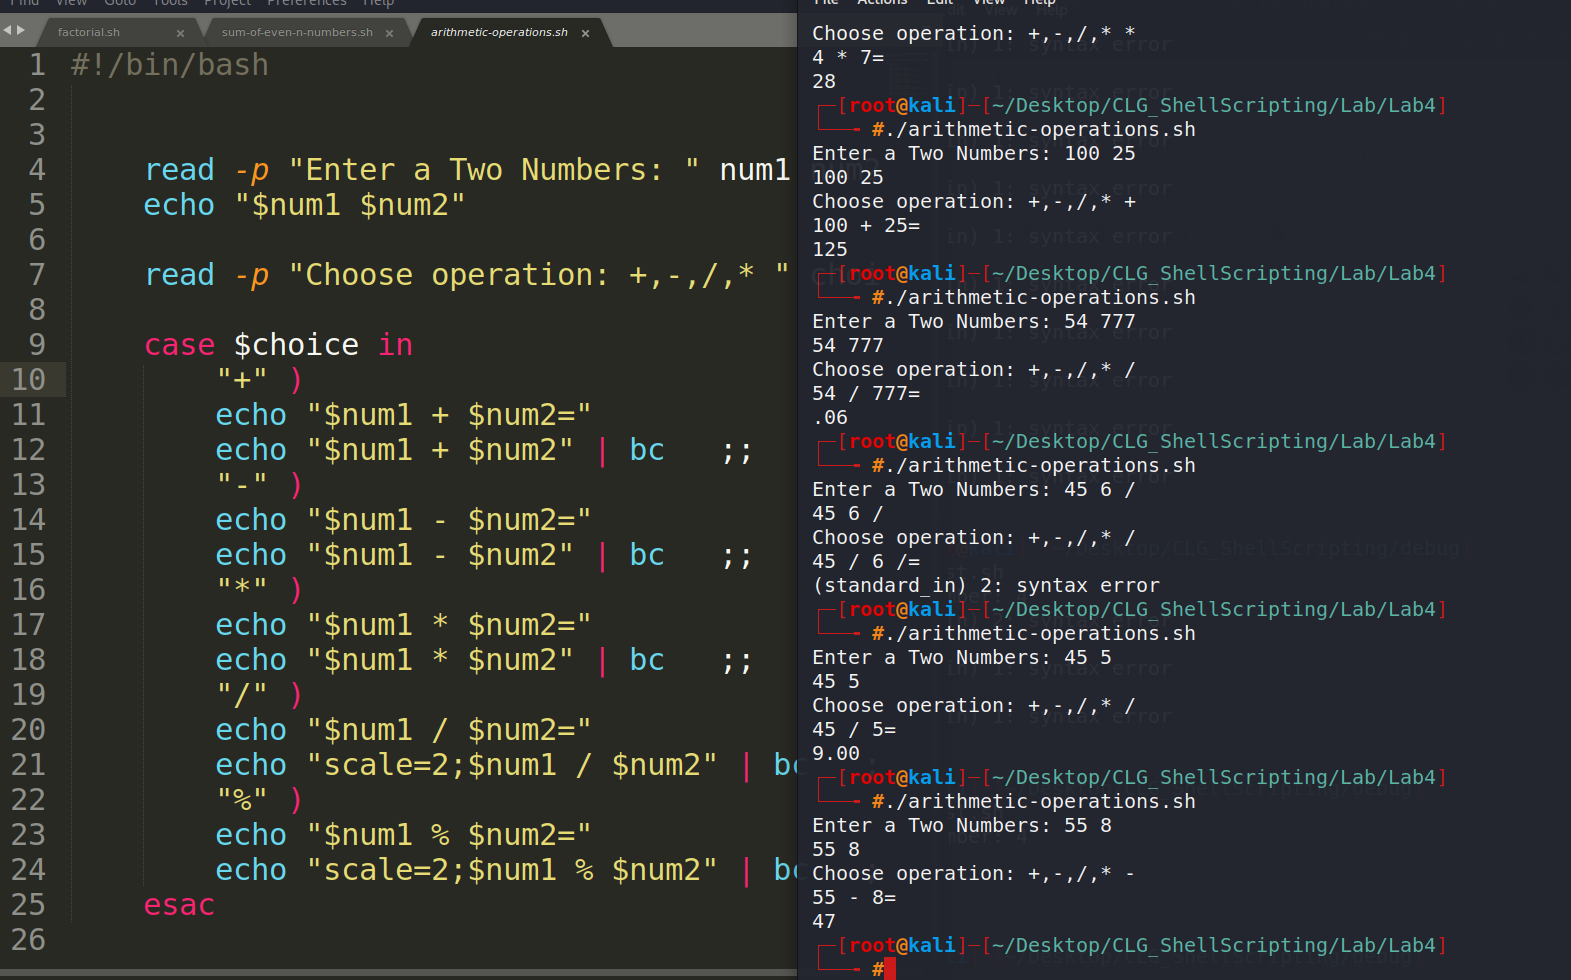 Find View Goto Tools Project Preferences Help
factorial.sh × sum-of-even-n-numbers.sh × arithmetic-operations.sh ×
1 #!/bin/bash
2
3
4 read -p "Enter a Two Numbers: " num1 num2
5 echo "$num1 $num2"
6
7 read -p "Choose operation: +,-,/,* "
8
9 case $choice in
10 "+" )
11 echo "$num1 + $num2="
12 echo "$num1 + $num2" | bc ;;
13 "-" )
14 echo "$num1 - $num2="
15 echo "$num1 - $num2" | bc ;;
16 "*" )
17 echo "$num1 * $num2="
18 echo "$num1 * $num2" | bc ;;
19 "/" )
20 echo "$num1 / $num2="
21 echo "scale=2;$num1 / $num2" | bc
22 "%" )
23 echo "$num1 % $num2="
24 echo "scale=2;$num1 % $num2" | bc
25 esac
26
File Actions Edit View Help
Choose operation: +,-,/,* *
4 * 7=
28
[root@kali]-[~/Desktop/CLG_ShellScripting/Lab/Lab4]
#./arithmetic-operations.sh
Enter a Two Numbers: 100 25
100 25
Choose operation: +,-,/,* +
100 + 25=
125
[root@kali]-[~/Desktop/CLG_ShellScripting/Lab/Lab4]
#./arithmetic-operations.sh
Enter a Two Numbers: 54 777
54 777
Choose operation: +,-,/,* /
54 / 777=
.06
[root@kali]-[~/Desktop/CLG_ShellScripting/Lab/Lab4]
#./arithmetic-operations.sh
Enter a Two Numbers: 45 6 /
45 6 /
Choose operation: +,-,/,* /
45 / 6 /=
(standard_in) 2: syntax error
[root@kali]-[~/Desktop/CLG_ShellScripting/Lab/Lab4]
#./arithmetic-operations.sh
Enter a Two Numbers: 45 5
45 5
Choose operation: +,-,/,* /
45 / 5=
9.00
[root@kali]-[~/Desktop/CLG_ShellScripting/Lab/Lab4]
#./arithmetic-operations.sh
Enter a Two Numbers: 55 8
55 8
Choose operation: +,-,/,* -
55 - 8=
47
[root@kali]-[~/Desktop/CLG_ShellScripting/Lab/Lab4]
#